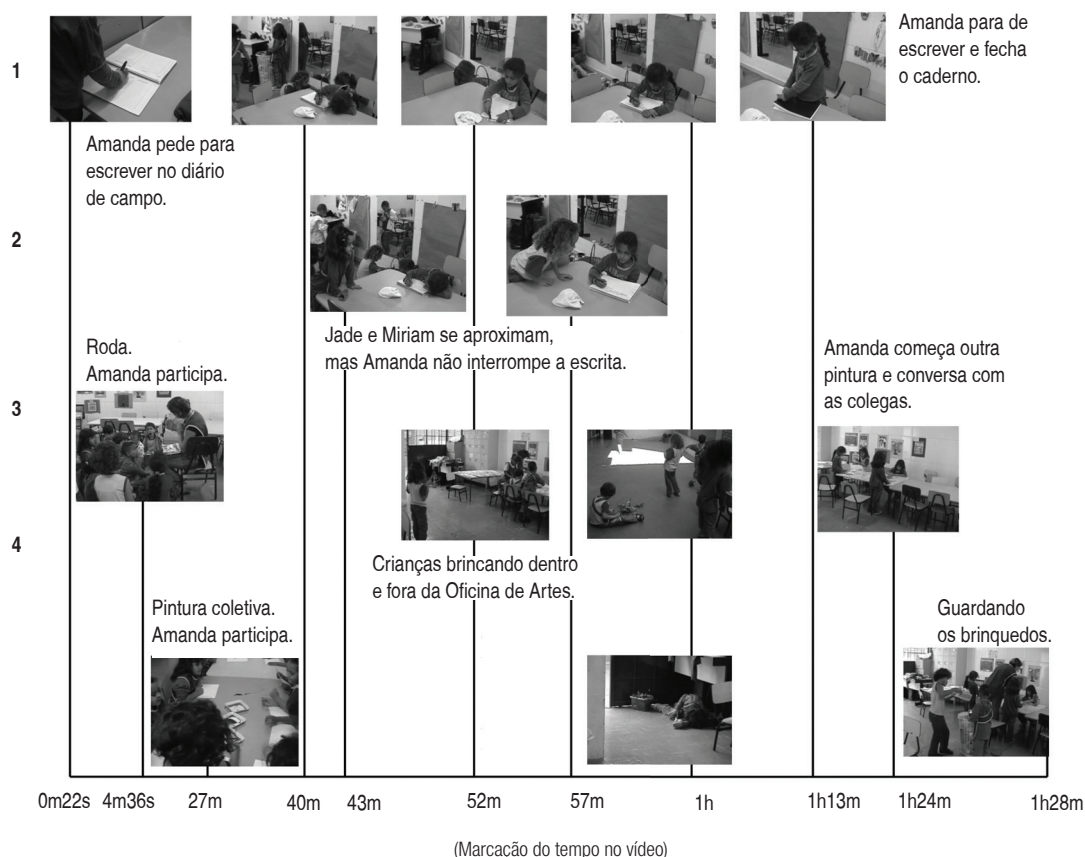 1
Amanda para de
escrever e fecha
o caderno.
Amanda pede para
escrever no diário
de campo.
2
Jade e Miriam se aproximam,
mas Amanda não interrompe a escrita.
Roda.
Amanda participa.
Amanda começa outra
pintura e conversa com
as colegas.
3
4
Crianças brincando dentro
e fora da Oficina de Artes.
Pintura coletiva.
Amanda participa.
Guardando
os brinquedos.
0m22s 4m36s 27m 40m 43m 52m 57m 1h 1h13m 1h24m 1h28m
(Marcação do tempo no vídeo)